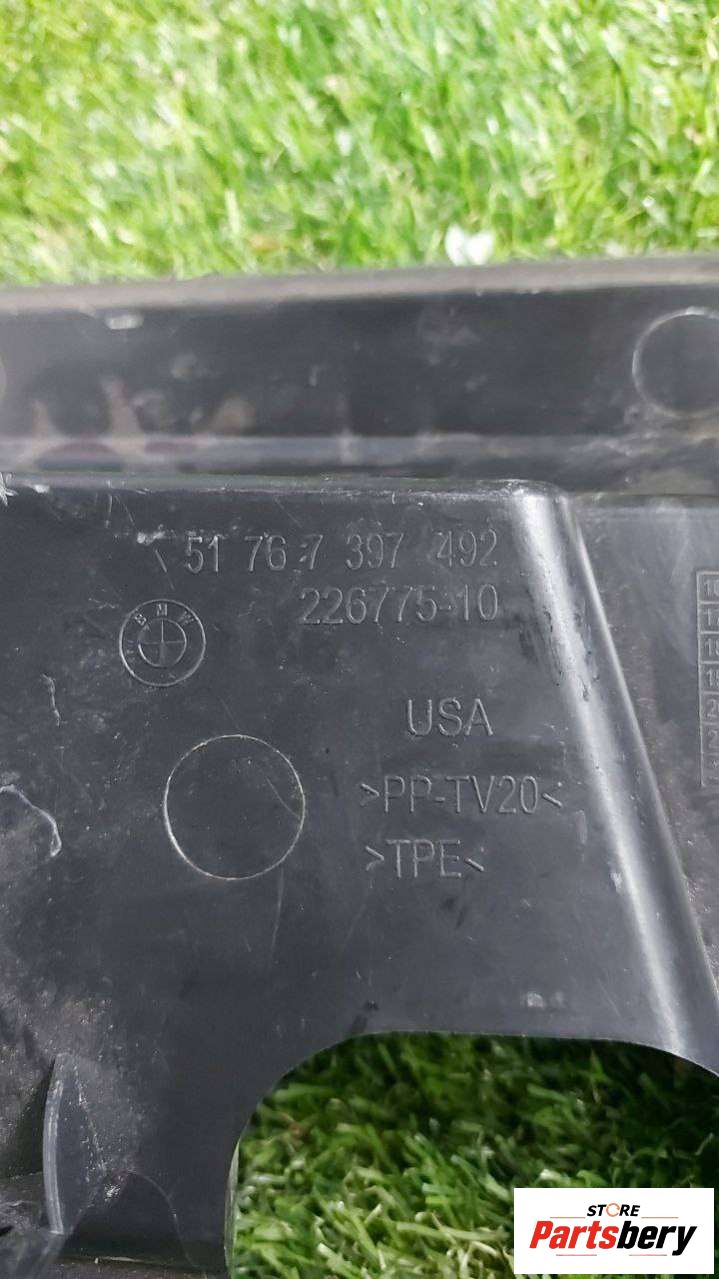 51 76 7 397 492
226775-10
BMW
USA
>PP-TV20<
>TPE<
STORE
Partsbery